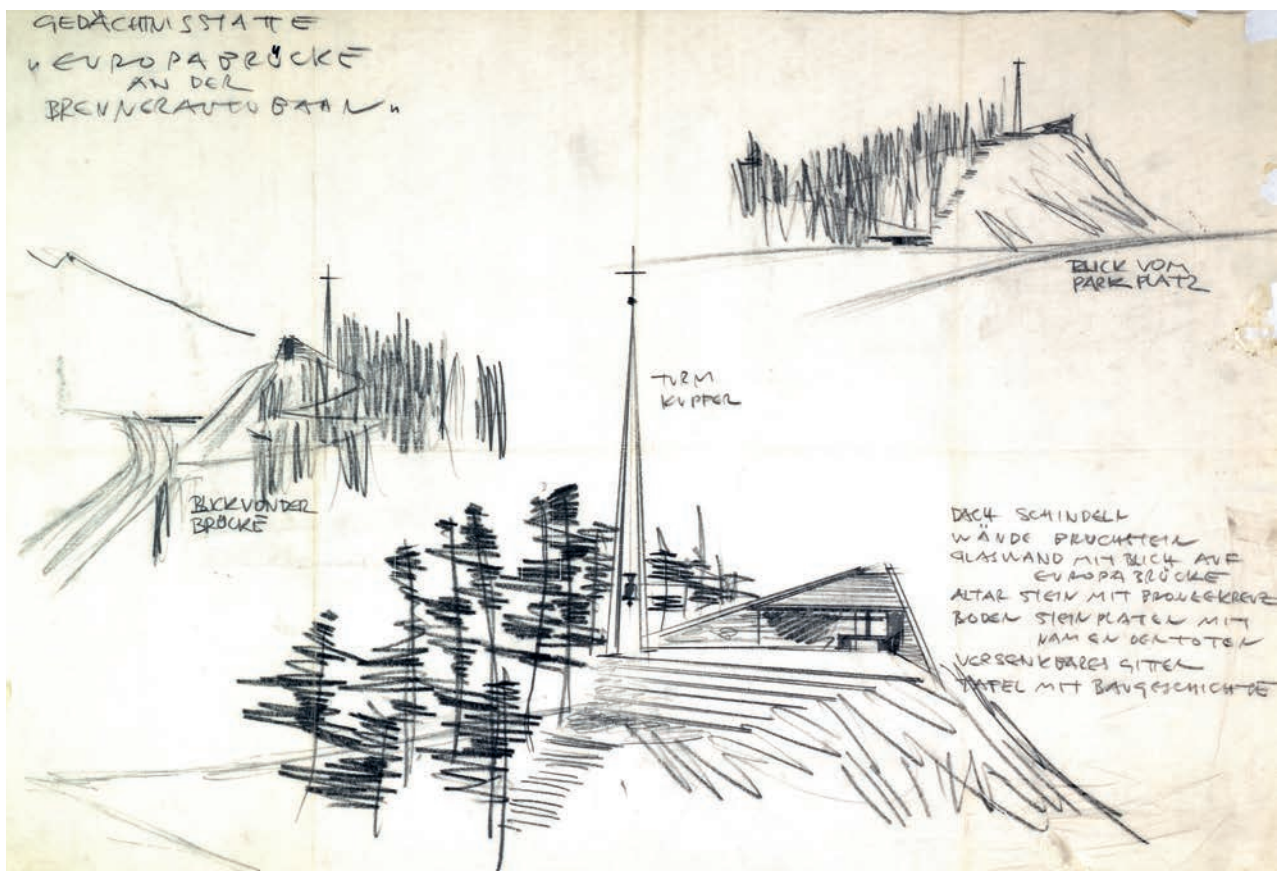 GEDÄCHTNISSTÄTTE
„EUROPABRÜCKE
AN DER
BRENNERAUTOBAHN"
BLICK VOM
PARKPLATZ
TURM
KUPFER
BLICK VON DER
BRÜCKE
DACH SCHINDELN
WÄNDE BRUCHSTEIN
GLASWAND MIT BLICK AUF
EUROPABRÜCKE
ALTAR STEIN MIT BRONZEKREUZ
BODEN STEINPLATEN MIT
NAMEN DER TOTEN
VERSENKBARES GITTER
TAFEL MIT BAUGESCHICHTE